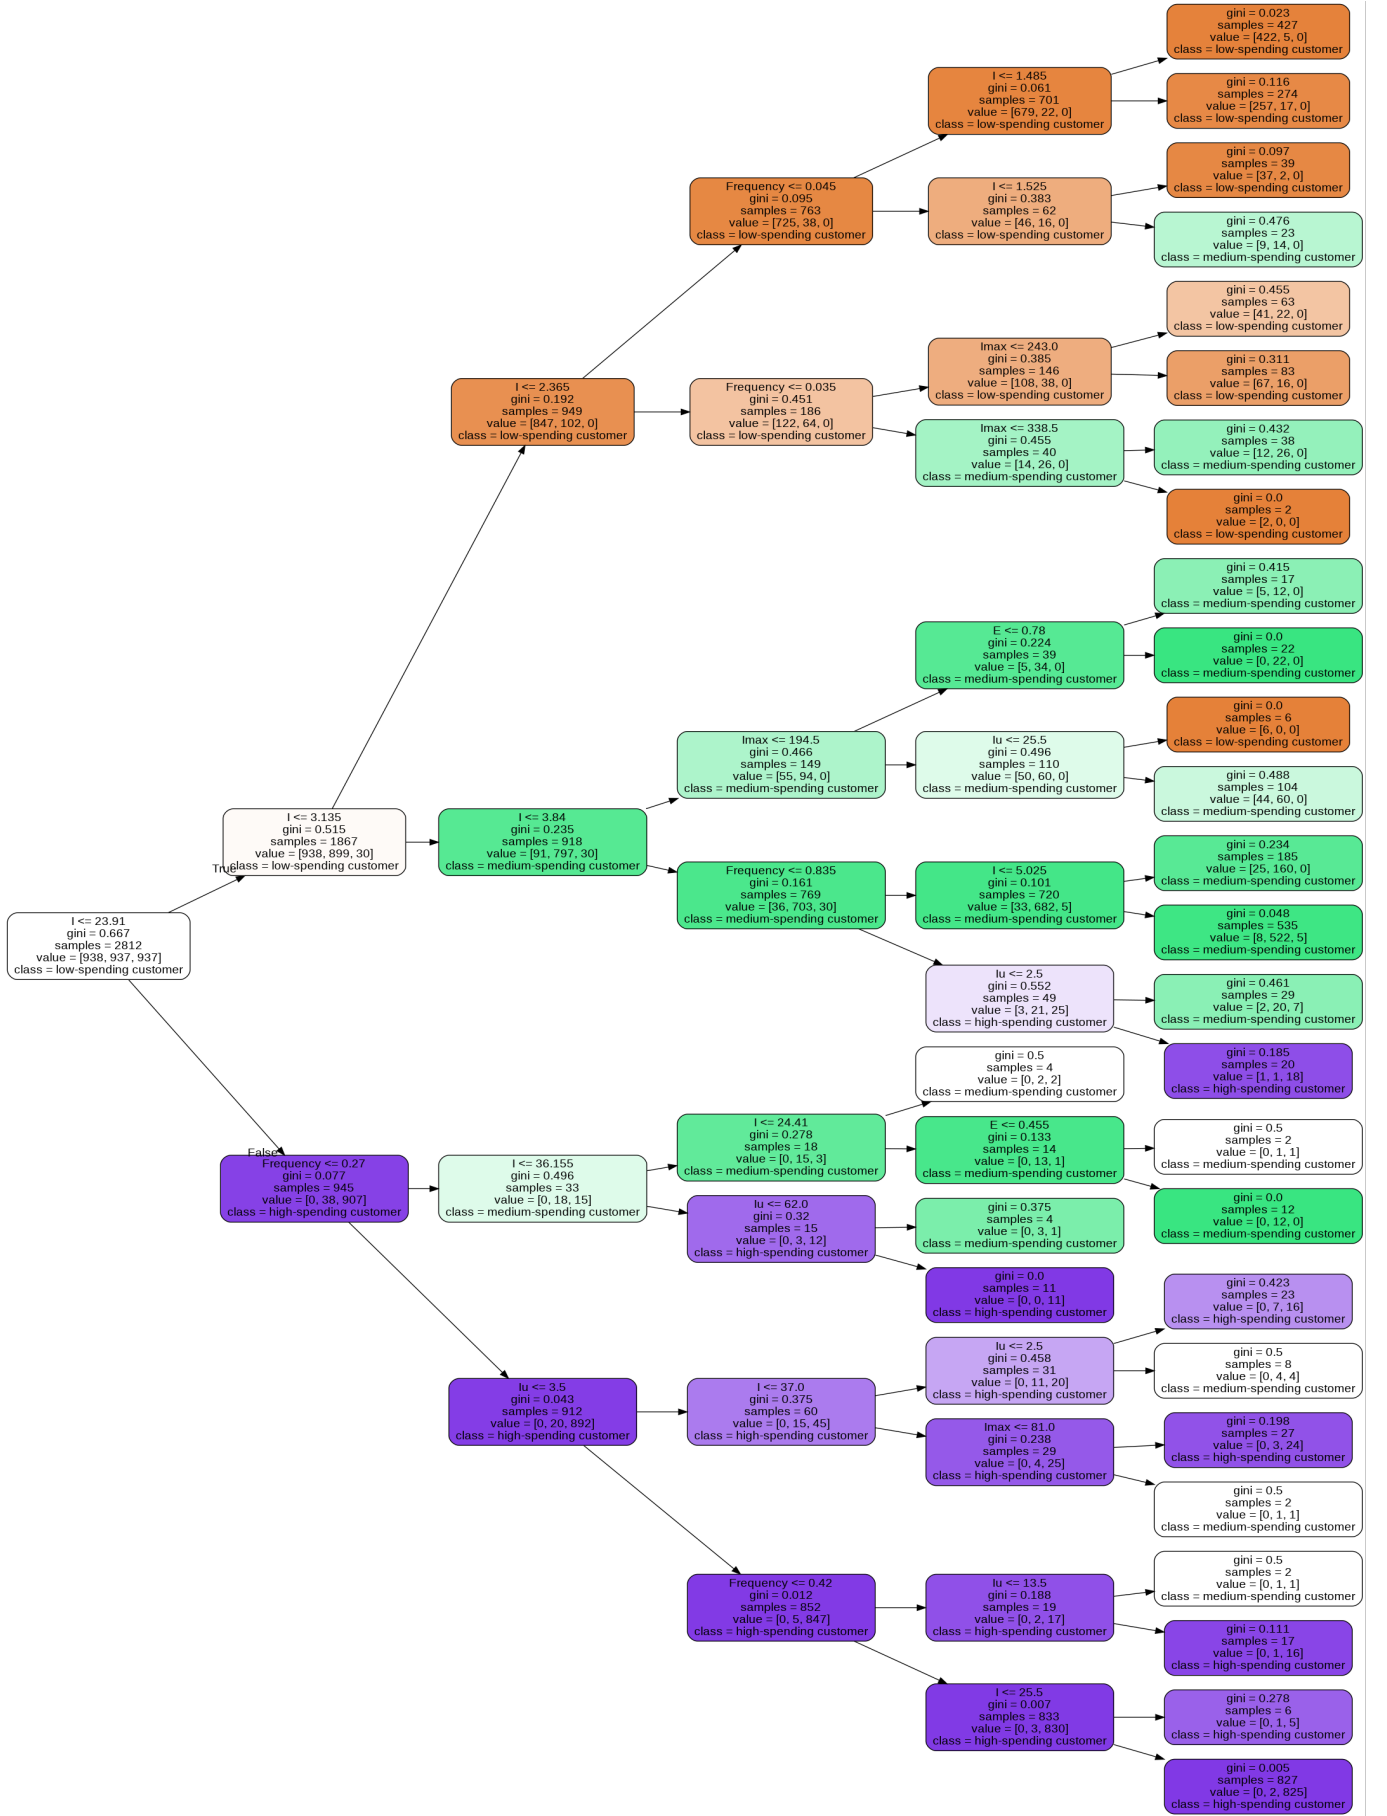 gini = 0.023
samples = 427
value = [422, 5, 0]
class = low-spending customer
I <= 1.485
gini = 0.061
samples = 701
value = [679, 22, 0]
class = low-spending customer
gini = 0.116
samples = 274
value = [257, 17, 0]
class = low-spending customer
gini = 0.097
samples = 39
value = [37, 2, 0]
class = low-spending customer
Frequency <= 0.045
gini = 0.095
samples = 763
value = [725, 38, 0]
class = low-spending customer
I <= 1.525
gini = 0.383
samples = 62
value = [46, 16, 0]
class = low-spending customer
gini = 0.476
samples = 23
value = [9, 14, 0]
class = medium-spending customer
gini = 0.455
samples = 63
value = [41, 22, 0]
class = low-spending customer
Imax <= 243.0
gini = 0.385
samples = 146
value = [108, 38, 0]
class = low-spending customer
gini = 0.311
samples = 83
value = [67, 16, 0]
class = low-spending customer
I <= 2.365
gini = 0.192
samples = 949
value = [847, 102, 0]
class = low-spending customer
Frequency <= 0.035
gini = 0.451
samples = 186
value = [122, 64, 0]
class = low-spending customer
Imax <= 338.5
gini = 0.455
samples = 40
value = [14, 26, 0]
class = medium-spending customer
gini = 0.432
samples = 38
value = [12, 26, 0]
class = medium-spending customer
gini = 0.0
samples = 2
value = [2, 0, 0]
class = low-spending customer
gini = 0.415
samples = 17
value = [5, 12, 0]
class = medium-spending customer
E <= 0.78
gini = 0.224
samples = 39
value = [5, 34, 0]
class = medium-spending customer
gini = 0.0
samples = 22
value = [0, 22, 0]
class = medium-spending customer
gini = 0.0
samples = 6
value = [6, 0, 0]
class = low-spending customer
Imax <= 194.5
gini = 0.466
samples = 149
value = [55, 94, 0]
class = medium-spending customer
Iu <= 25.5
gini = 0.496
samples = 110
value = [50, 60, 0]
class = medium-spending customer
gini = 0.488
samples = 104
value = [44, 60, 0]
class = medium-spending customer
I <= 3.135
gini = 0.515
samples = 1867
value = [938, 899, 30]
class = low-spending customer
True
I <= 3.84
gini = 0.235
samples = 918
value = [91, 797, 30]
class = medium-spending customer
gini = 0.234
samples = 185
value = [25, 160, 0]
class = medium-spending customer
Frequency <= 0.835
gini = 0.161
samples = 769
value = [36, 703, 30]
class = medium-spending customer
I <= 5.025
gini = 0.101
samples = 720
value = [33, 682, 5]
class = medium-spending customer
gini = 0.048
samples = 535
value = [8, 522, 5]
class = medium-spending customer
I <= 23.91
gini = 0.667
samples = 2812
value = [938, 937, 937]
class = low-spending customer
Iu <= 2.5
gini = 0.552
samples = 49
value = [3, 21, 25]
class = high-spending customer
gini = 0.461
samples = 29
value = [2, 20, 7]
class = medium-spending customer
gini = 0.185
samples = 20
value = [1, 1, 18]
class = high-spending customer
gini = 0.5
samples = 4
value = [0, 2, 2]
class = medium-spending customer
I <= 24.41
gini = 0.278
samples = 18
value = [0, 15, 3]
class = medium-spending customer
E <= 0.455
gini = 0.133
samples = 14
value = [0, 13, 1]
class = medium-spending customer
gini = 0.5
samples = 2
value = [0, 1, 1]
class = medium-spending customer
False
Frequency <= 0.27
gini = 0.077
samples = 945
value = [0, 38, 907]
class = high-spending customer
I <= 36.155
gini = 0.496
samples = 33
value = [0, 18, 15]
class = medium-spending customer
gini = 0.0
samples = 12
value = [0, 12, 0]
class = medium-spending customer
Iu <= 62.0
gini = 0.32
samples = 15
value = [0, 3, 12]
class = high-spending customer
gini = 0.375
samples = 4
value = [0, 3, 1]
class = medium-spending customer
gini = 0.0
samples = 11
value = [0, 0, 11]
class = high-spending customer
gini = 0.423
samples = 23
value = [0, 7, 16]
class = high-spending customer
Iu <= 2.5
gini = 0.458
samples = 31
value = [0, 11, 20]
class = high-spending customer
gini = 0.5
samples = 8
value = [0, 4, 4]
class = medium-spending customer
Iu <= 3.5
gini = 0.043
samples = 912
value = [0, 20, 892]
class = high-spending customer
I <= 37.0
gini = 0.375
samples = 60
value = [0, 15, 45]
class = high-spending customer
Imax <= 81.0
gini = 0.238
samples = 29
value = [0, 4, 25]
class = high-spending customer
gini = 0.198
samples = 27
value = [0, 3, 24]
class = high-spending customer
gini = 0.5
samples = 2
value = [0, 1, 1]
class = medium-spending customer
gini = 0.5
samples = 2
value = [0, 1, 1]
class = medium-spending customer
Frequency <= 0.42
gini = 0.012
samples = 852
value = [0, 5, 847]
class = high-spending customer
Iu <= 13.5
gini = 0.188
samples = 19
value = [0, 2, 17]
class = high-spending customer
gini = 0.111
samples = 17
value = [0, 1, 16]
class = high-spending customer
I <= 25.5
gini = 0.007
samples = 833
value = [0, 3, 830]
class = high-spending customer
gini = 0.278
samples = 6
value = [0, 1, 5]
class = high-spending customer
gini = 0.005
samples = 827
value = [0, 2, 825]
class = high-spending customer